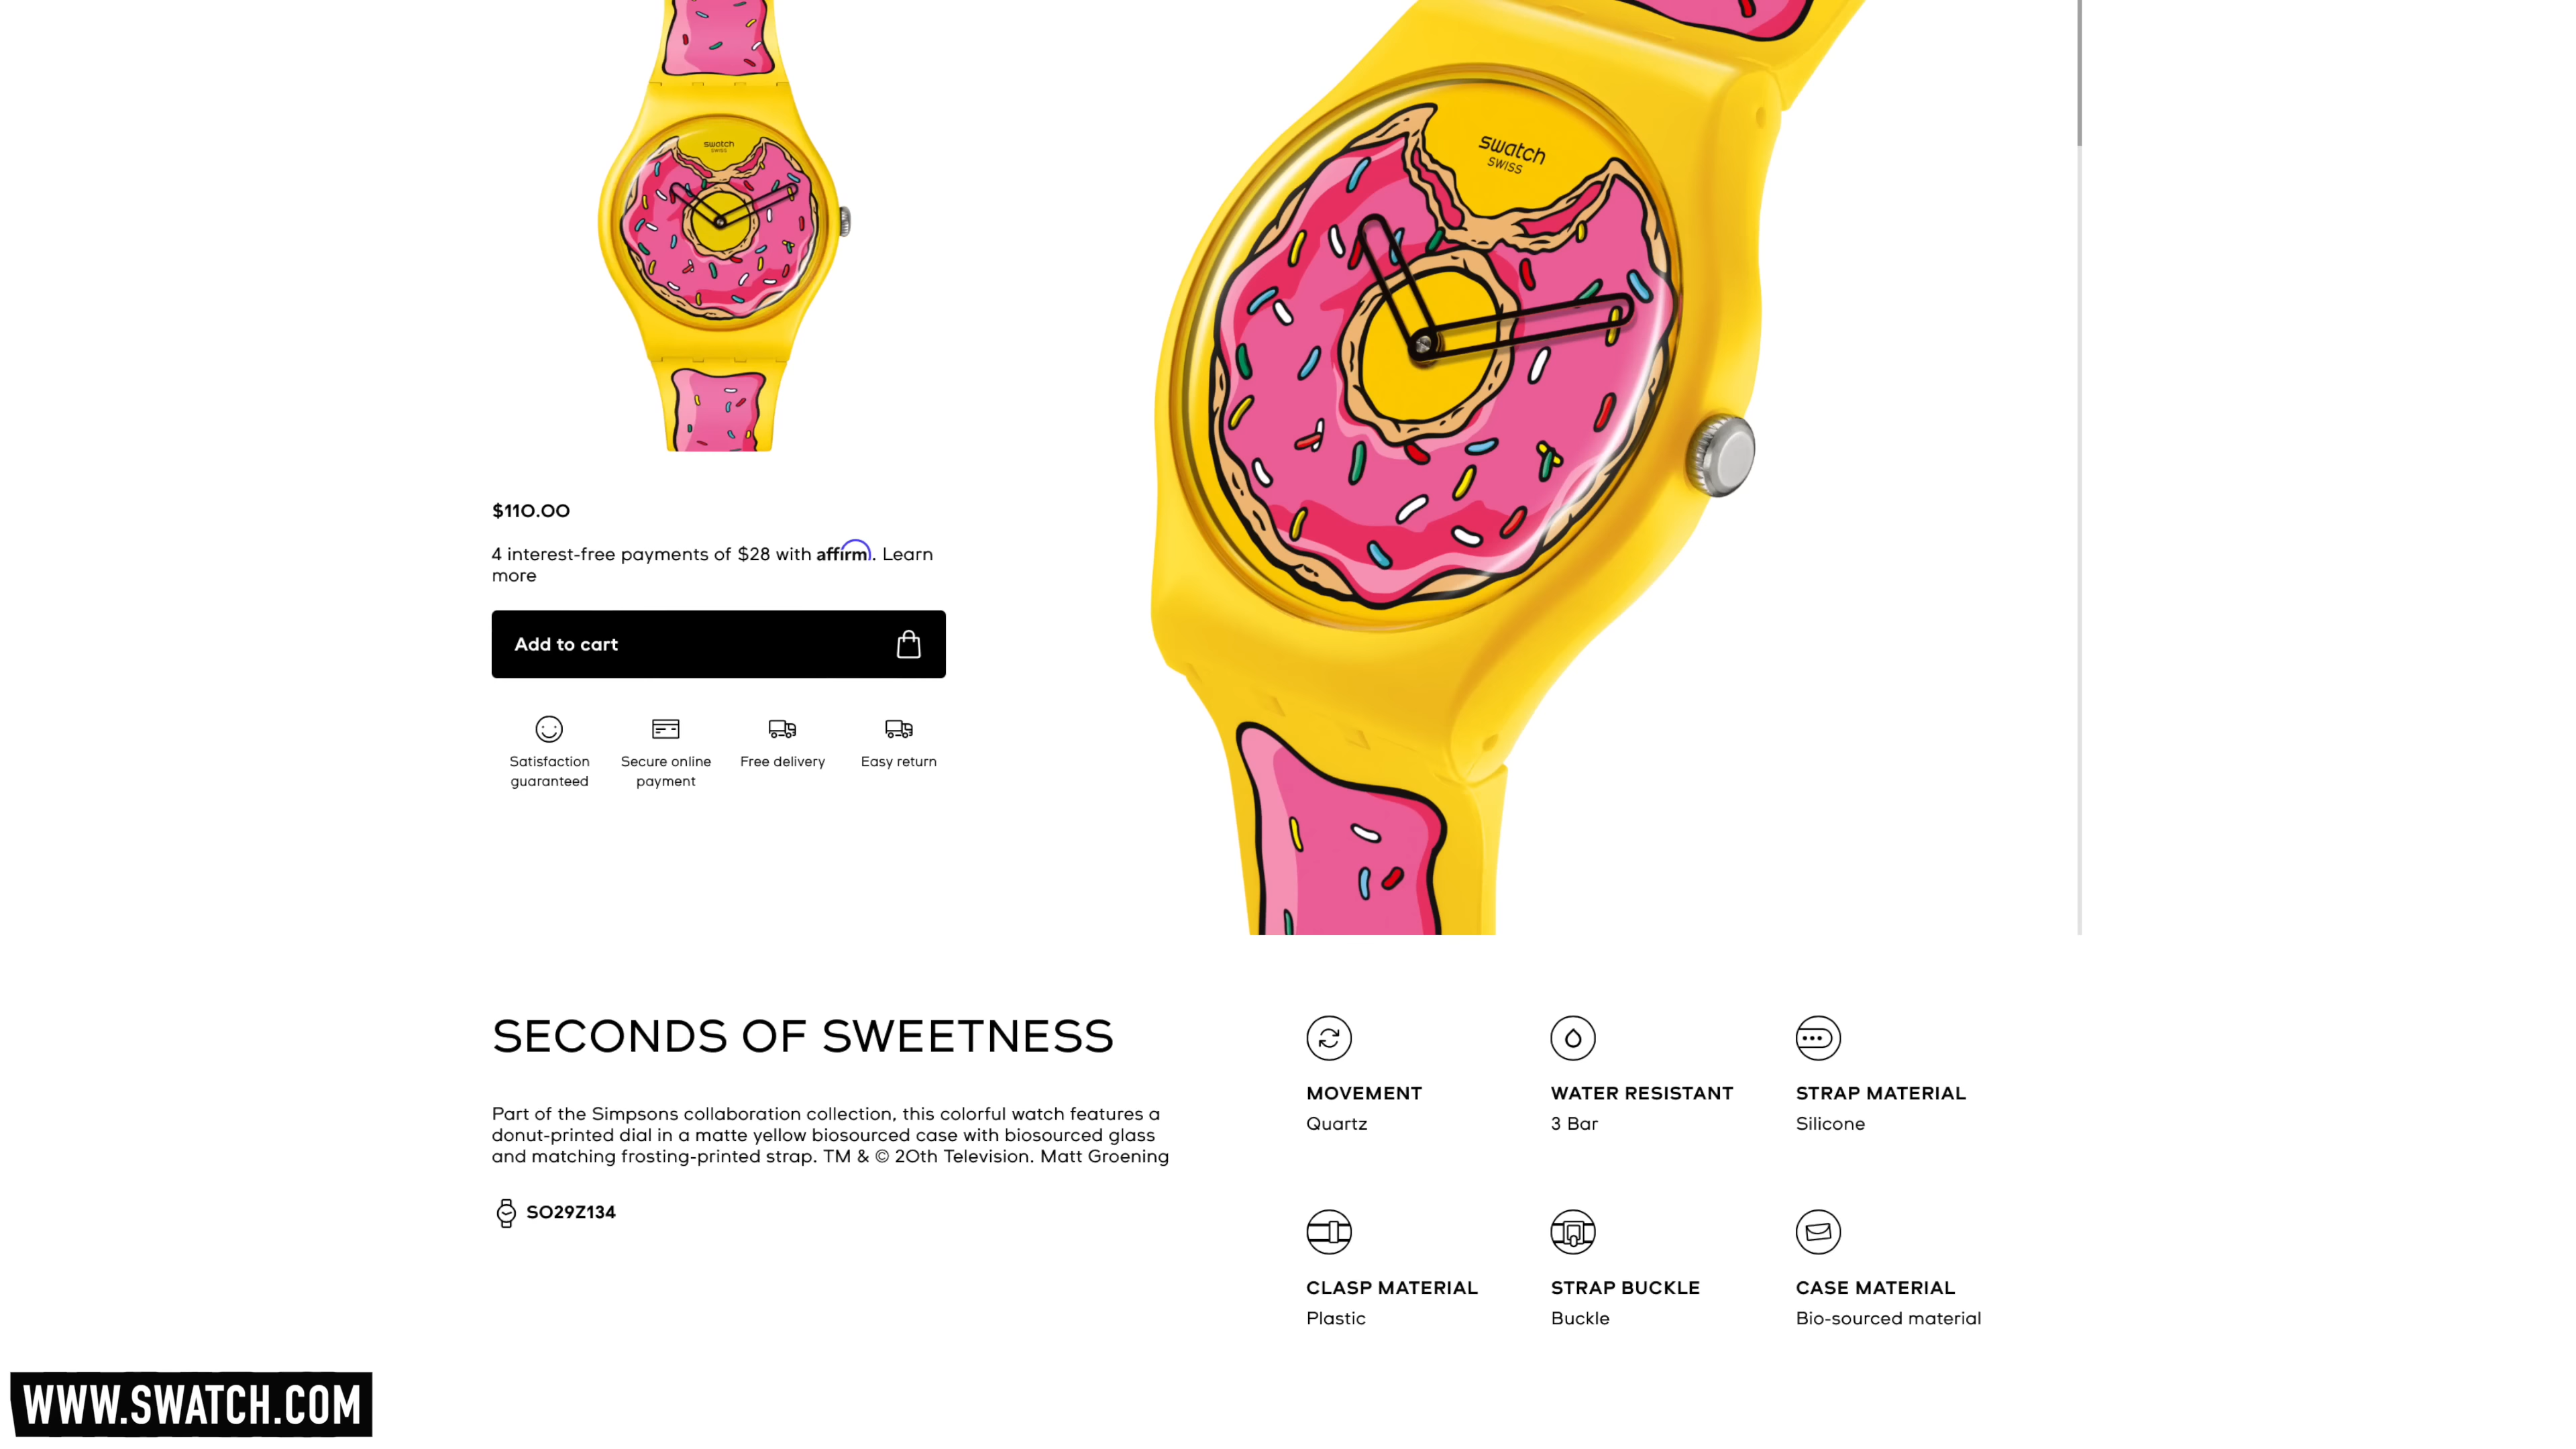 swatch
SWISS
swatch
SWISS
$110.00
4 interest-free payments of $28 with affirm. Learn
more
Add to cart
Satisfaction
guaranteed
Secure online
payment
Free delivery
Easy return
SECONDS OF SWEETNESS
Part of the Simpsons collaboration collection, this colorful watch features a
donut-printed dial in a matte yellow biosourced case with biosourced glass
and matching frosting-printed strap. TM & © 20th Television. Matt Groening
SO29Z134
MOVEMENT
Quartz
WATER RESISTANT
3 Bar
STRAP MATERIAL
Silicone
CLASP MATERIAL
Plastic
STRAP BUCKLE
Buckle
CASE MATERIAL
Bio-sourced material
WWW.SWATCH.COM